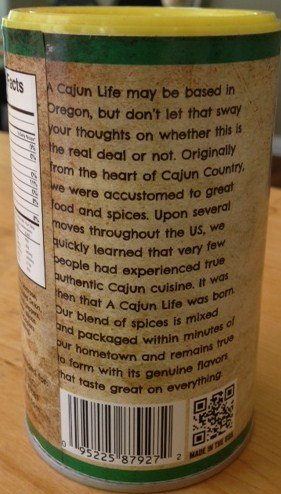 Facts
A Cajun Life may be based in
Oregon, but don't let that sway
your thoughts on whether this is
the real deal or not. Originally
from the heart of Cajun Country,
we were accustomed to great
food and spices. Upon several
moves throughout the US, we
quickly learned that very few
people had experienced true
authentic Cajun cuisine. It was
then that A Cajun Life was born.
Our blend of spices is mixed
and packaged within minutes of
our hometown and remains true
to form with its genuine flavors
that taste great on everything.
0 95225 87927 2
MADE IN THE USA